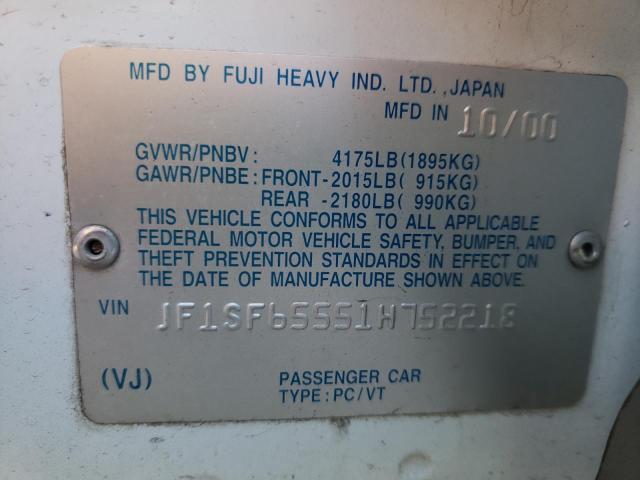 MFD BY FUJI HEAVY IND. LTD., JAPAN
MFD IN 10/00
GVWR/PNBV: 4175LB(1895KG)
GAWR/PNBE: FRONT-2015LB( 915KG)
REAR -2180LB( 990KG)
THIS VEHICLE CONFORMS TO ALL APPLICABLE
FEDERAL MOTOR VEHICLE SAFETY, BUMPER, AND
THEFT PREVENTION STANDARDS IN EFFECT ON
THE DATE OF MANUFACTURE SHOWN ABOVE.
VIN JF1SF65551H752218
(VJ) PASSENGER CAR
TYPE: PC/VT